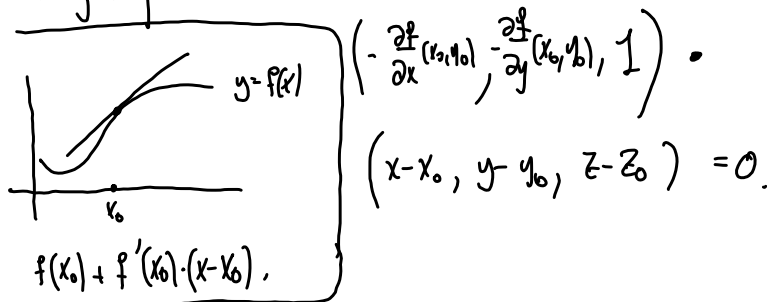 y=f(x)
x₀
f(x₀) + f'(x₀)·(x-x₀).
(- ∂f/∂x (x₀,y₀), - ∂f/∂y (x₀,y₀), 1) •
(x-x₀, y-y₀, z-z₀) = 0.